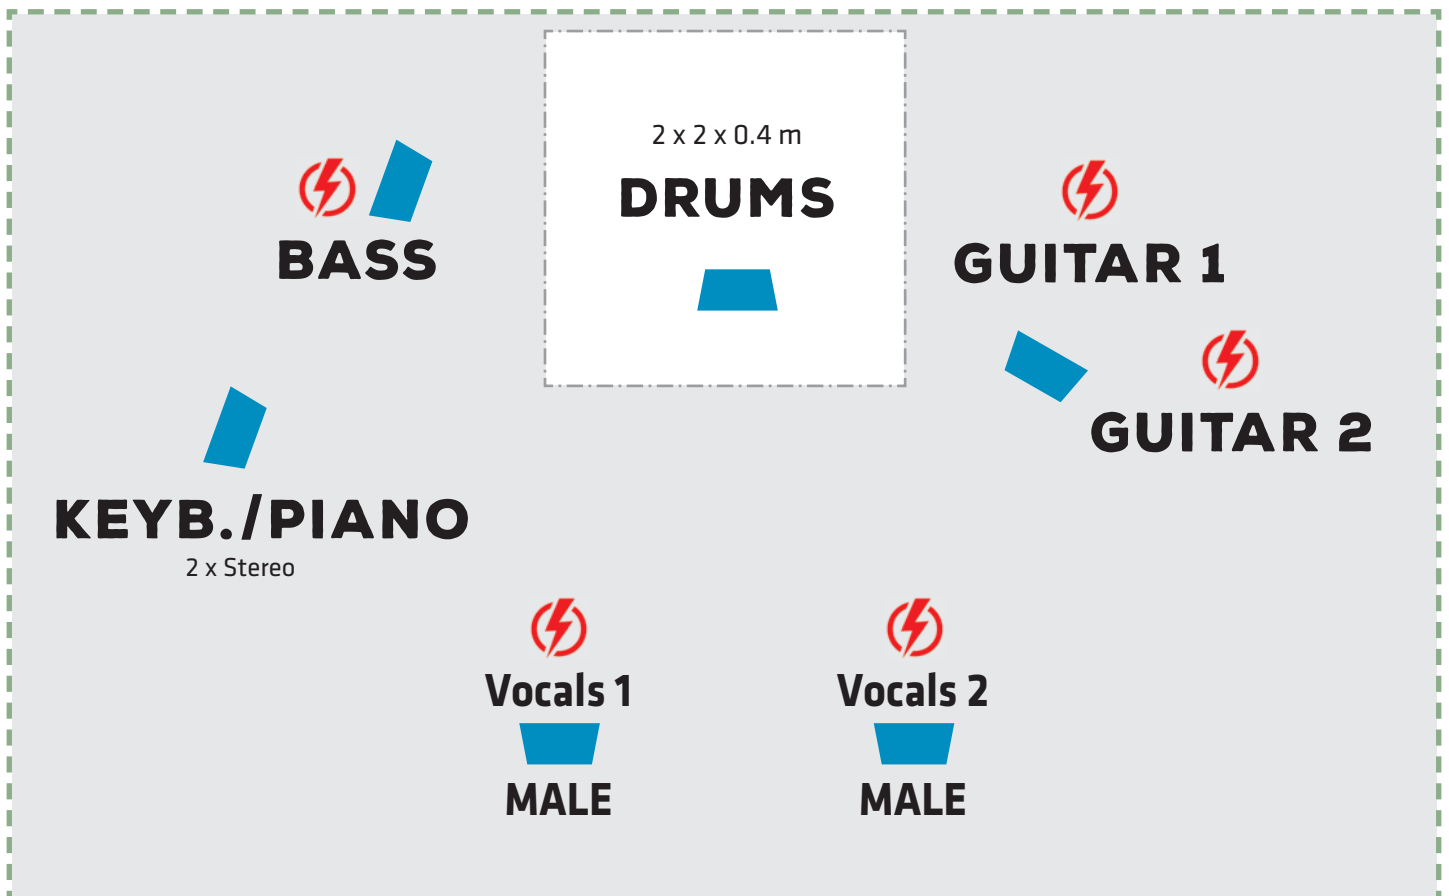 2 x 2 x 0.4 m
DRUMS
BASS
GUITAR 1
GUITAR 2
KEYB./PIANO
2 x Stereo
Vocals 1
MALE
Vocals 2
MALE